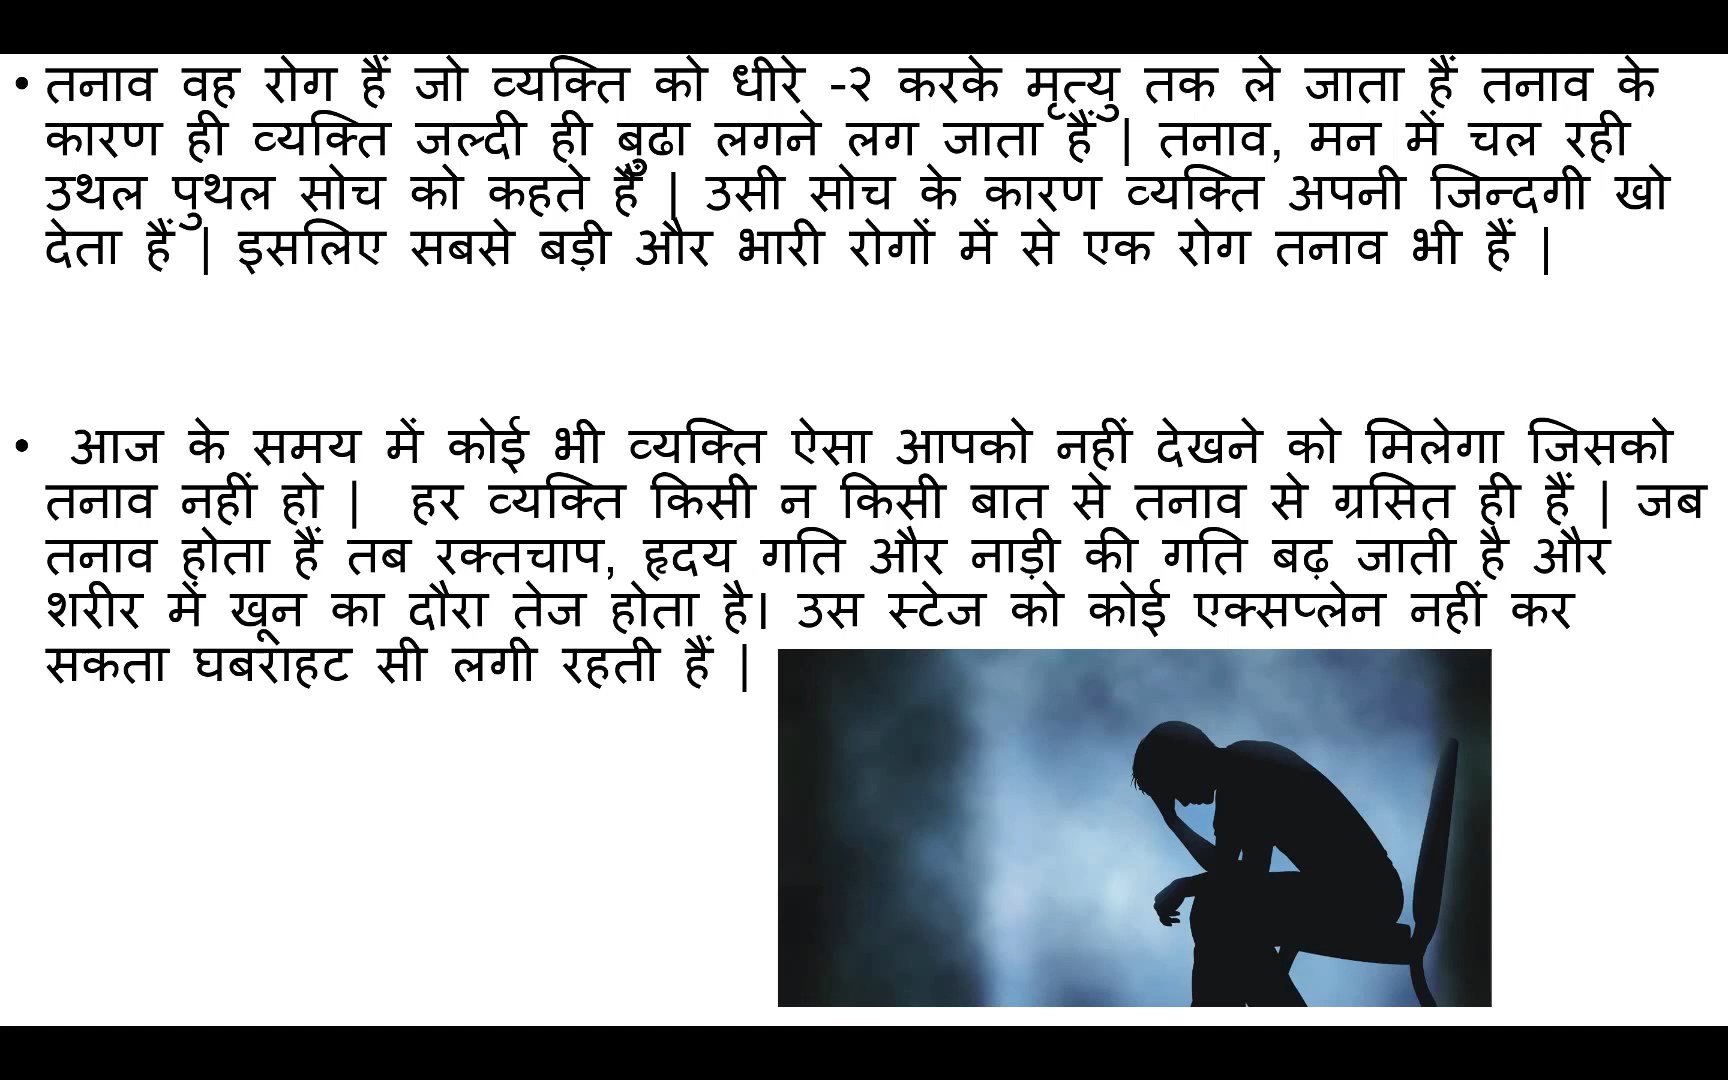 • तनाव वह रोग हैं जो व्यक्ति को धीरे -२ करके मृत्यु तक ले जाता हैं तनाव के
कारण ही व्यक्ति जल्दी ही बुढा लगने लग जाता हैं | तनाव, मन में चल रही
उथल पुथल सोच को कहते हैं | उसी सोच के कारण व्यक्ति अपनी जिन्दगी खो
देता हैं | इसलिए सबसे बड़ी और भारी रोगों में से एक रोग तनाव भी हैं |
• आज के समय में कोई भी व्यक्ति ऐसा आपको नहीं देखने को मिलेगा जिसको
तनाव नहीं हो | हर व्यक्ति किसी न किसी बात से तनाव से ग्रसित ही हैं | जब
तनाव होता हैं तब रक्तचाप, हृदय गति और नाड़ी की गति बढ़ जाती है और
शरीर में खून का दौरा तेज होता है। उस स्टेज को कोई एक्सप्लेन नहीं कर
सकता घबराहट सी लगी रहती हैं |